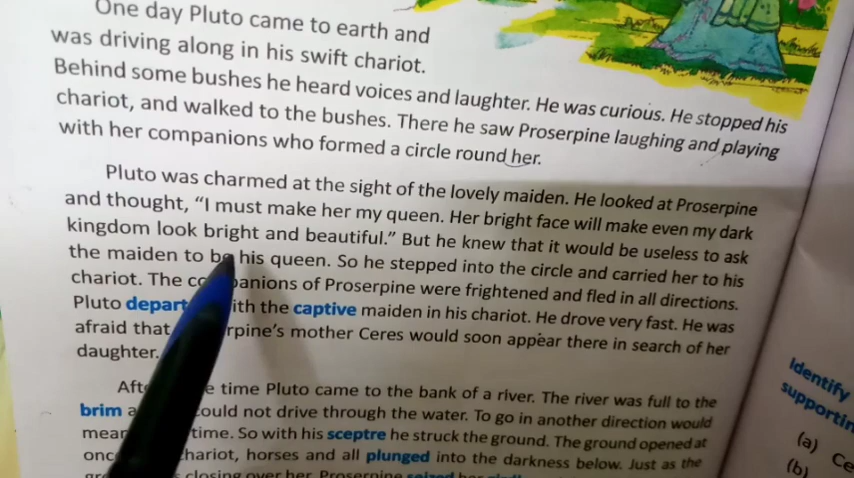 One day Pluto came to earth and
was driving along in his swift chariot.
Behind some bushes he heard voices and laughter. He was curious. He stopped his
chariot, and walked to the bushes. There he saw Proserpine laughing and playing
with her companions who formed a circle round her.
Pluto was charmed at the sight of the lovely maiden. He looked at Proserpine
and thought, “I must make her my queen. Her bright face will make even my dark
kingdom look bright and beautiful.” But he knew that it would be useless to ask
the maiden to be his queen. So he stepped into the circle and carried her to his
chariot. The companions of Proserpine were frightened and fled in all directions.
Pluto depart ith the captive maiden in his chariot. He drove very fast. He was
afraid that rpine’s mother Ceres would soon appear there in search of her
daughter.
Aft e time Pluto came to the bank of a river. The river was full to the
brim a could not drive through the water. To go in another direction would
mean time. So with his sceptre he struck the ground. The ground opened at
onc hariot, horses and all plunged into the darkness below. Just as the
closing over her Proserpine seized her
Identify
supportin
(a) Ce
(b)